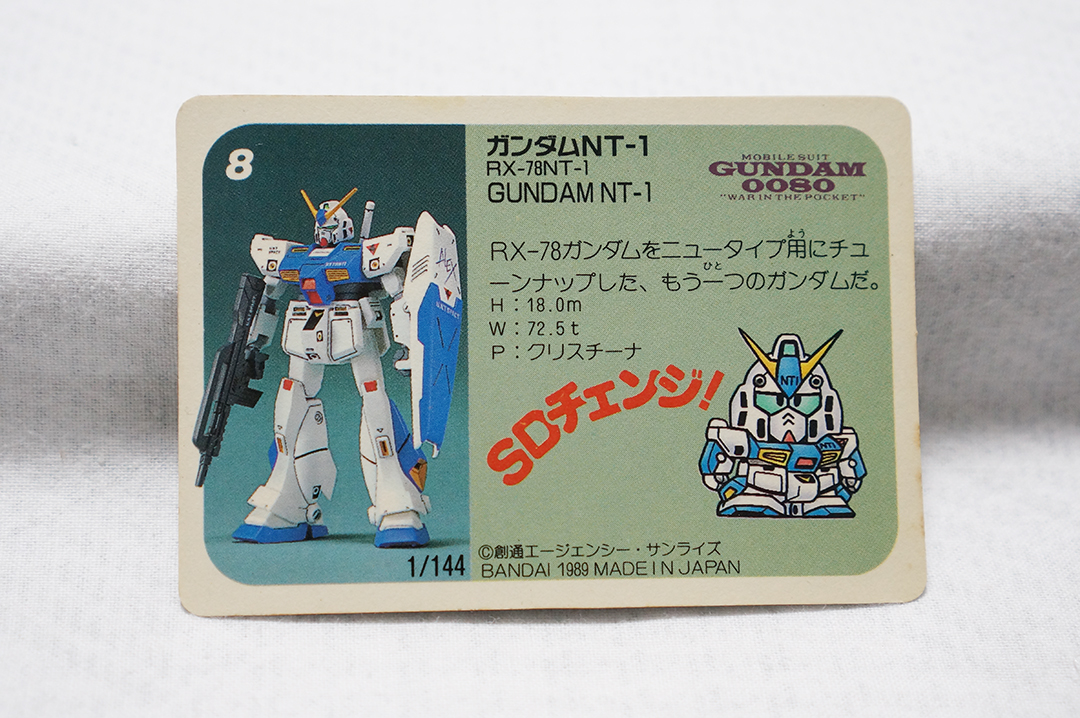 8
ガンダムNT-1
RX-78NT-1
GUNDAM NT-1
MOBILE SUIT
GUNDAM
0080
"WAR IN THE POCKET"
RX-78ガンダムをニュータイプ用にチュ
ーンナップした、もう一つのガンダムだ。
H:18.0m
W:72.5t
P:クリスチーナ
SDチェンジ!
NT1
NT1
ALEX
1/144
©創通エージェンシー・サンライズ
BANDAI 1989 MADE IN JAPAN